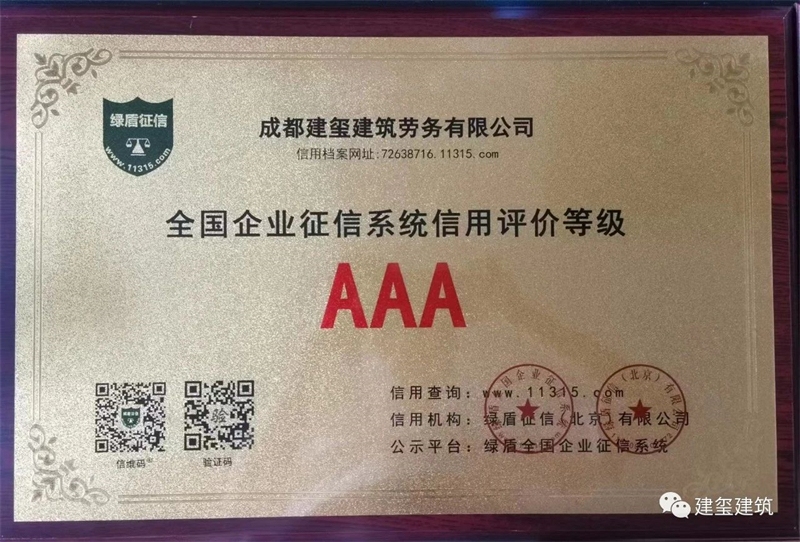 绿盾征信
www.11315.com
成都建玺建筑劳务有限公司
信用档案网址:72638716.11315.com
全国企业征信系统信用评价等级
AAA
信用查询：www.11315.com
信用机构：绿盾征信（北京）有限公司
公示平台：绿盾全国企业征信系统
验
信维码
验证码
建玺建筑